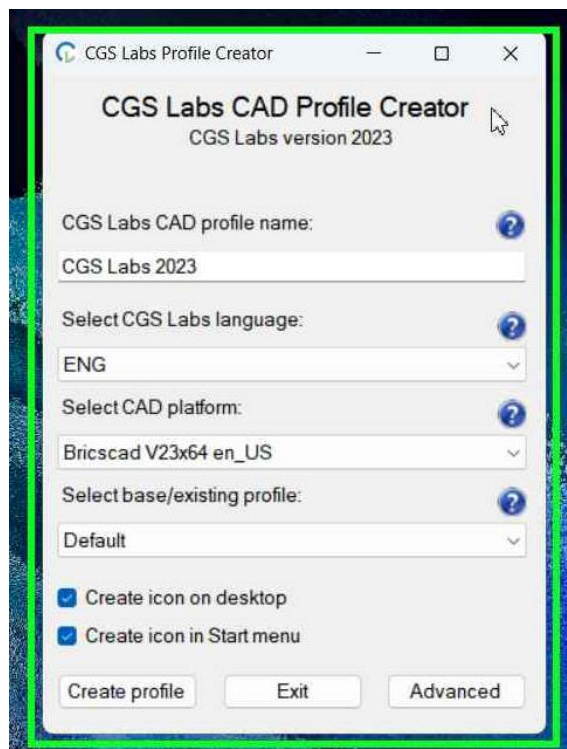 CGS Labs Profile Creator
CGS Labs CAD Profile Creator
CGS Labs version 2023
CGS Labs CAD profile name:
CGS Labs 2023
Select CGS Labs language:
ENG
Select CAD platform:
Bricscad V23x64 en_US
Select base/existing profile:
Default
Create icon on desktop
Create icon in Start menu
Create profile Exit Advanced